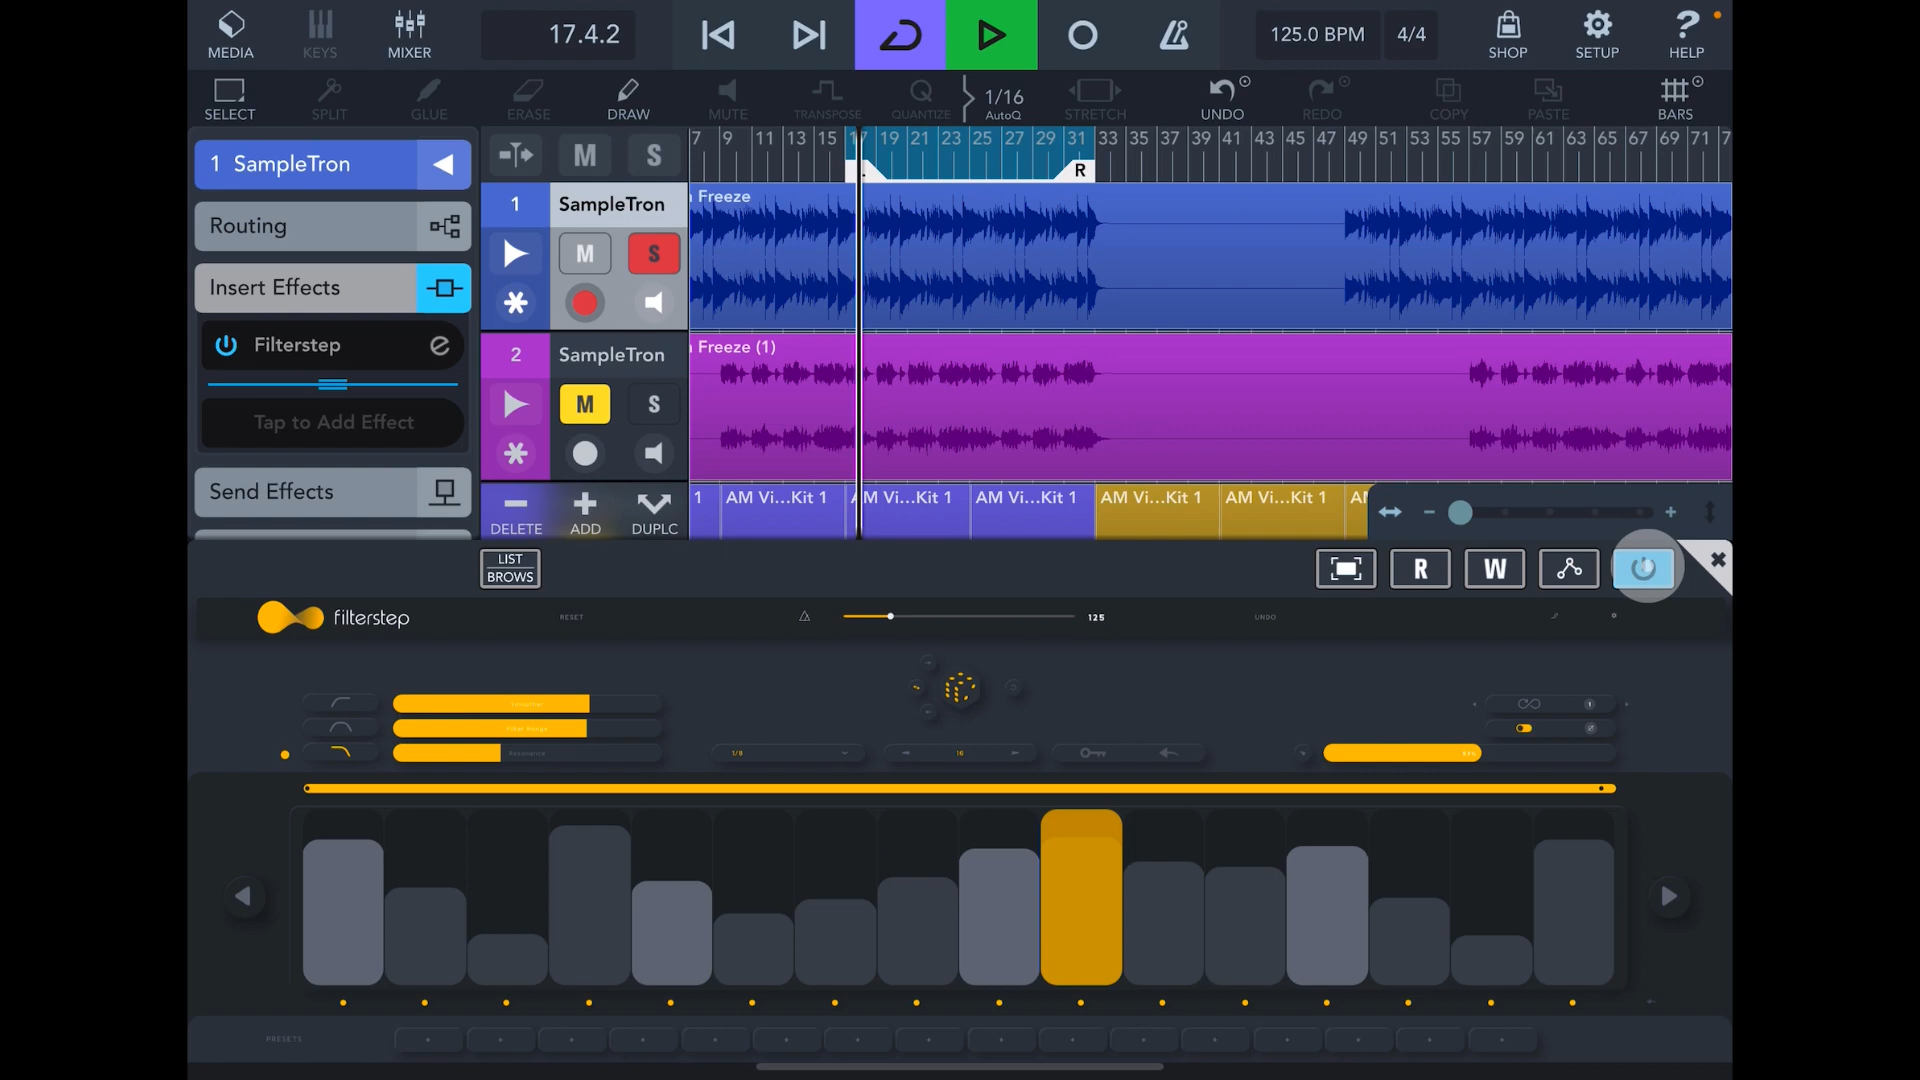 MEDIA KEYS MIXER 17.4.2 125.0 BPM 4/4 SHOP SETUP HELP
SELECT SPLIT GLUE ERASE DRAW MUTE TRANSPOSE QUANTIZE 1/16 AutoQ STRETCH UNDO REDO COPY PASTE BARS
7 9 11 13 15 17 19 21 23 25 27 29 31 33 35 37 39 41 43 45 47 49 51 53 55 57 59 61 63 65 67 69 71 7
1 SampleTron M S R
1 SampleTron Freeze
Routing M S
Insert Effects
Filterstep 2 SampleTron Freeze (1)
M S
Tap to Add Effect
Send Effects 1 AM Vi...Kit 1 AM Vi...Kit 1 AM Vi...Kit 1 AM Vi...Kit 1 AM Vi...Kit 1 AM
DELETE ADD DUPLC
LIST
BROWS R W
filterstep RESET 125 UNDO
1
Filter Range
Resonance 1/8 16
PRESETS